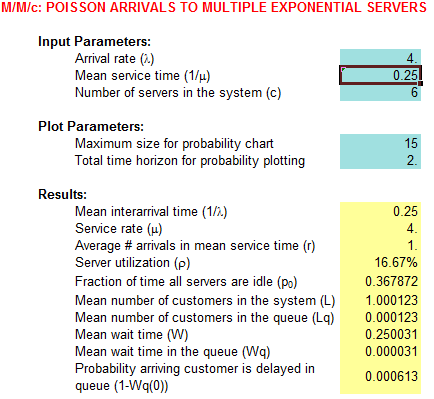 M/M/c: POISSON ARRIVALS TO MULTIPLE EXPONENTIAL SERVERS
Input Parameters:
Arrival rate (λ) 4.
Mean service time (1/μ) 0.25
Number of servers in the system (c) 6
Plot Parameters:
Maximum size for probability chart 15
Total time horizon for probability plotting 2.
Results:
Mean interarrival time (1/λ) 0.25
Service rate (μ) 4.
Average # arrivals in mean service time (r) 1.
Server utilization (ρ) 16.67%
Fraction of time all servers are idle (p₀) 0.367872
Mean number of customers in the system (L) 1.000123
Mean number of customers in the queue (Lq) 0.000123
Mean wait time (W) 0.250031
Mean wait time in the queue (Wq) 0.000031
Probability arriving customer is delayed in
queue (1-Wq(0)) 0.000613